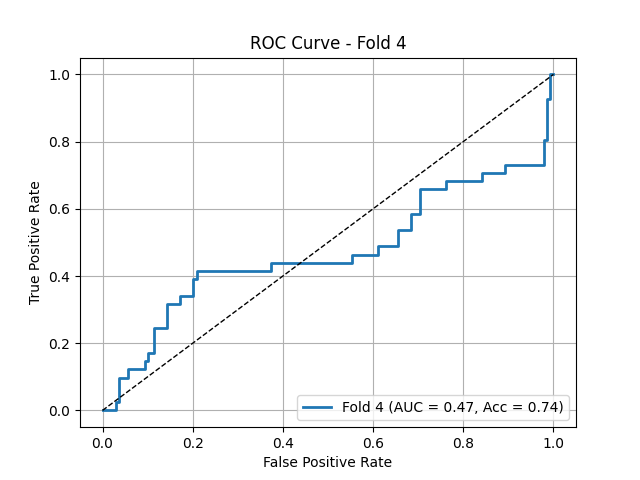 ROC Curve - Fold 4
True Positive Rate
1.0
0.8
0.6
0.4
0.2
0.0
0.0 0.2 0.4 0.6 0.8 1.0
Fold 4 (AUC = 0.47, Acc = 0.74)
False Positive Rate